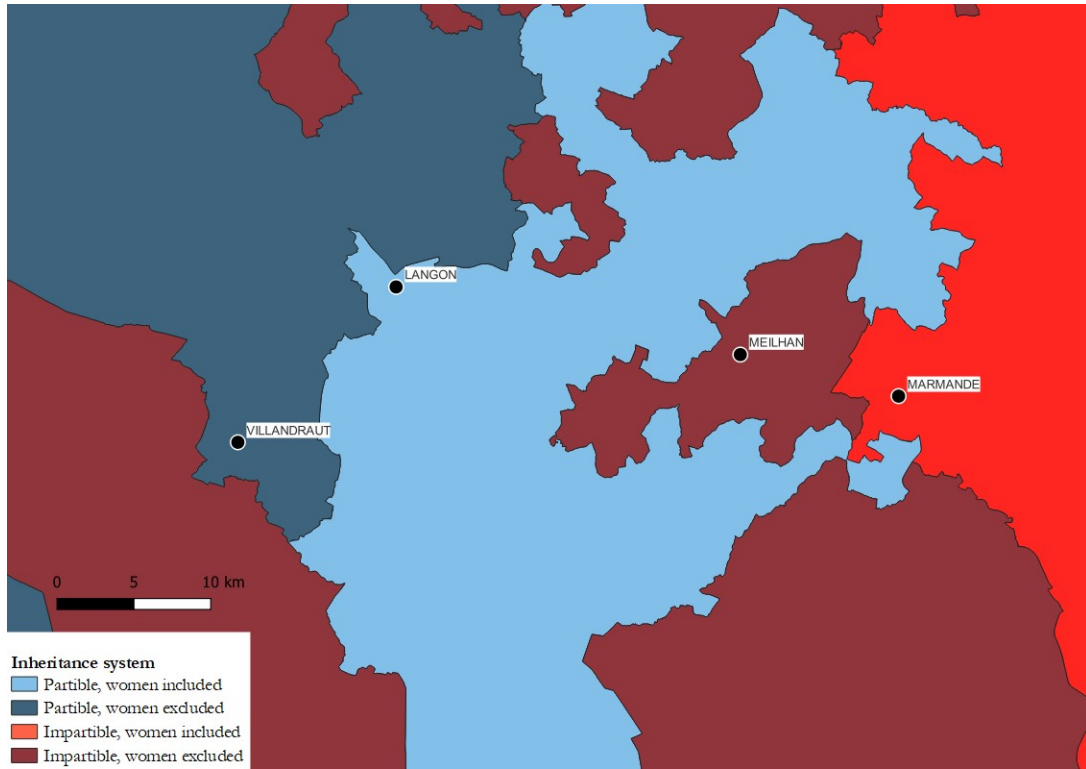 LANGON
MEILHAN
MARMANDE
VILLANDRAUT
0 5 10 km
Inheritance system
Partible, women included
Partible, women excluded
Impartible, women included
Impartible, women excluded